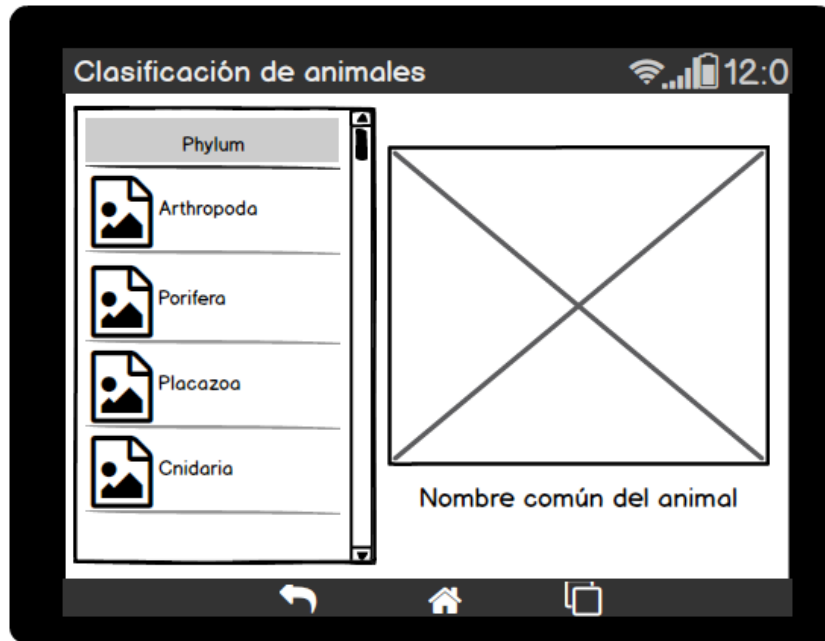 Clasificación de animales
12:0
Phylum
Arthropoda
Porifera
Placazoa
Cnidaria
Nombre común del animal